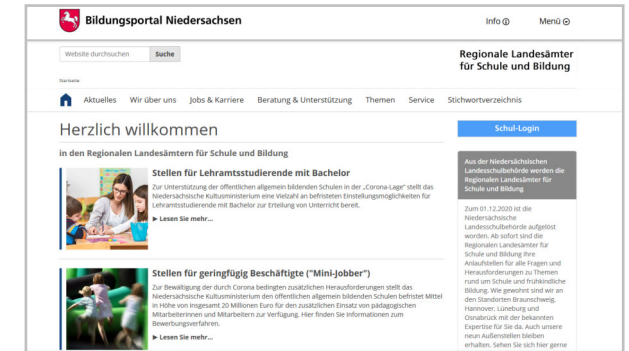 Bildungsportal Niedersachsen
Info
Menü
Website durchsuchen
Suche
Regionale Landesämter
für Schule und Bildung
Startseite
Aktuelles Wir über uns Jobs & Karriere Beratung & Unterstützung Themen Service Stichwortverzeichnis
Herzlich willkommen
in den Regionalen Landesämtern für Schule und Bildung
Stellen für Lehramtsstudierende mit Bachelor
Zur Unterstützung der öffentlichen allgemein bildenden Schulen in der „Corona-Lage" stellt das
Niedersächsische Kultusministerium eine Vielzahl an befristeten Einstellungsmöglichkeiten für
Lehramtsstudierende mit Bachelor zur Erteilung von Unterricht bereit.
► Lesen Sie mehr...
Stellen für geringfügig Beschäftigte ("Mini-Jobber")
Zur Bewältigung der durch Corona bedingten zusätzlichen Herausforderungen stellt das
Niedersächsische Kultusministerium den öffentlichen allgemein bildenden Schulen befristet Mittel
in Höhe von insgesamt 20 Millionen Euro für den zusätzlichen Einsatz von pädagogischen
Mitarbeiterinnen und Mitarbeitern zur Verfügung. Hier finden Sie Informationen zum
Bewerbungsverfahren.
► Lesen Sie mehr...
Schul-Login
Aus der Niedersächsischen
Landesschulbehörde werden die
Regionalen Landesämter für
Schule und Bildung
Zum 01.12.2020 ist die
Niedersächsische
Landesschulbehörde aufgelöst
worden. Ab sofort sind die
Regionalen Landesämter für
Schule und Bildung Ihre
Anlaufstellen für alle Fragen und
Herausforderungen zu Themen
rund um Schule und frühkindliche
Bildung. Wie gewohnt sind wir an
den Standorten Braunschweig,
Hannover, Lüneburg und
Osnabrück mit der bekannten
Expertise für Sie da. Auch unsere
neun Außenstellen bleiben
erhalten. Sehen Sie sich hier gerne